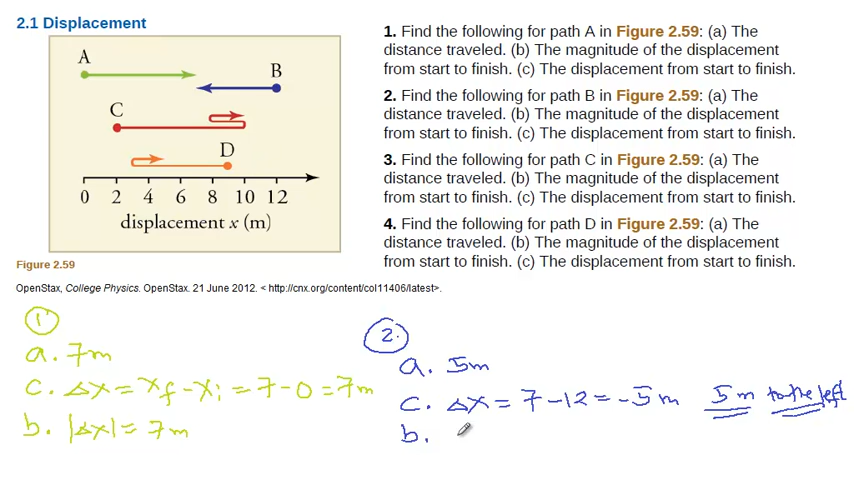 2.1 Displacement
A
B
C
D
0 2 4 6 8 10 12
displacement x (m)
Figure 2.59
1. Find the following for path A in Figure 2.59: (a) The
distance traveled. (b) The magnitude of the displacement
from start to finish. (c) The displacement from start to finish.
2. Find the following for path B in Figure 2.59: (a) The
distance traveled. (b) The magnitude of the displacement
from start to finish. (c) The displacement from start to finish.
3. Find the following for path C in Figure 2.59: (a) The
distance traveled. (b) The magnitude of the displacement
from start to finish. (c) The displacement from start to finish.
4. Find the following for path D in Figure 2.59: (a) The
distance traveled. (b) The magnitude of the displacement
from start to finish. (c) The displacement from start to finish.
OpenStax, College Physics. OpenStax. 21 June 2012. < http://cnx.org/content/col11406/latest>.
1
a. 7m
c. Δx = xf - xi = 7 - 0 = 7m
b. |Δx| = 7m
2.
a. 5m
c. Δx = 7 - 12 = -5 m 5 m to the left
b.